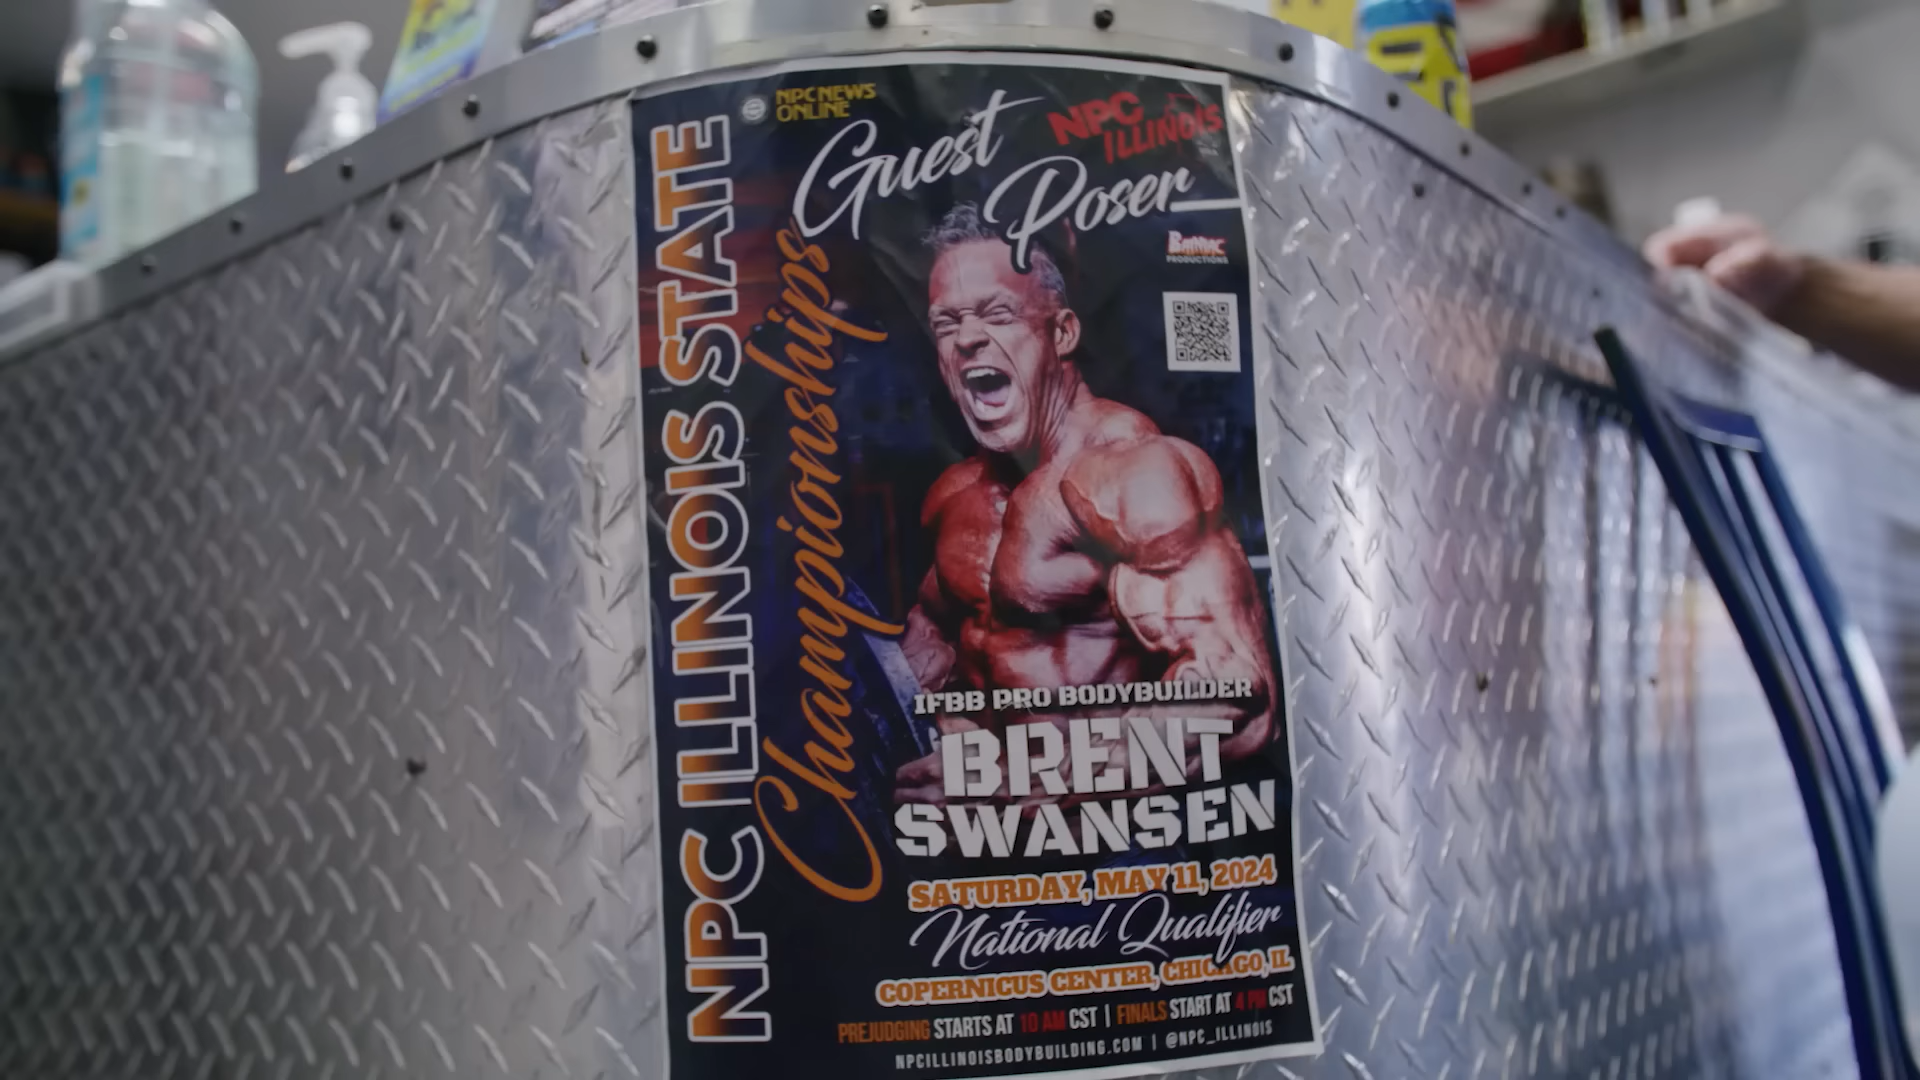 NPC NEWS
ONLINE
NPC
ILLINOIS
Guest
Poser
PRODUCTIONS
NPC ILLINOIS STATE
Championships
IFBB PRO BODYBUILDER
BRENT
SWANSEN
SATURDAY, MAY 11, 2024
National Qualifier
COPERNICUS CENTER, CHICAGO, IL
PREJUDGING STARTS AT 10 AM CST | FINALS START AT 4 PM CST
NPCILLINOISBODYBUILDING.COM | @NPC_ILLINOIS